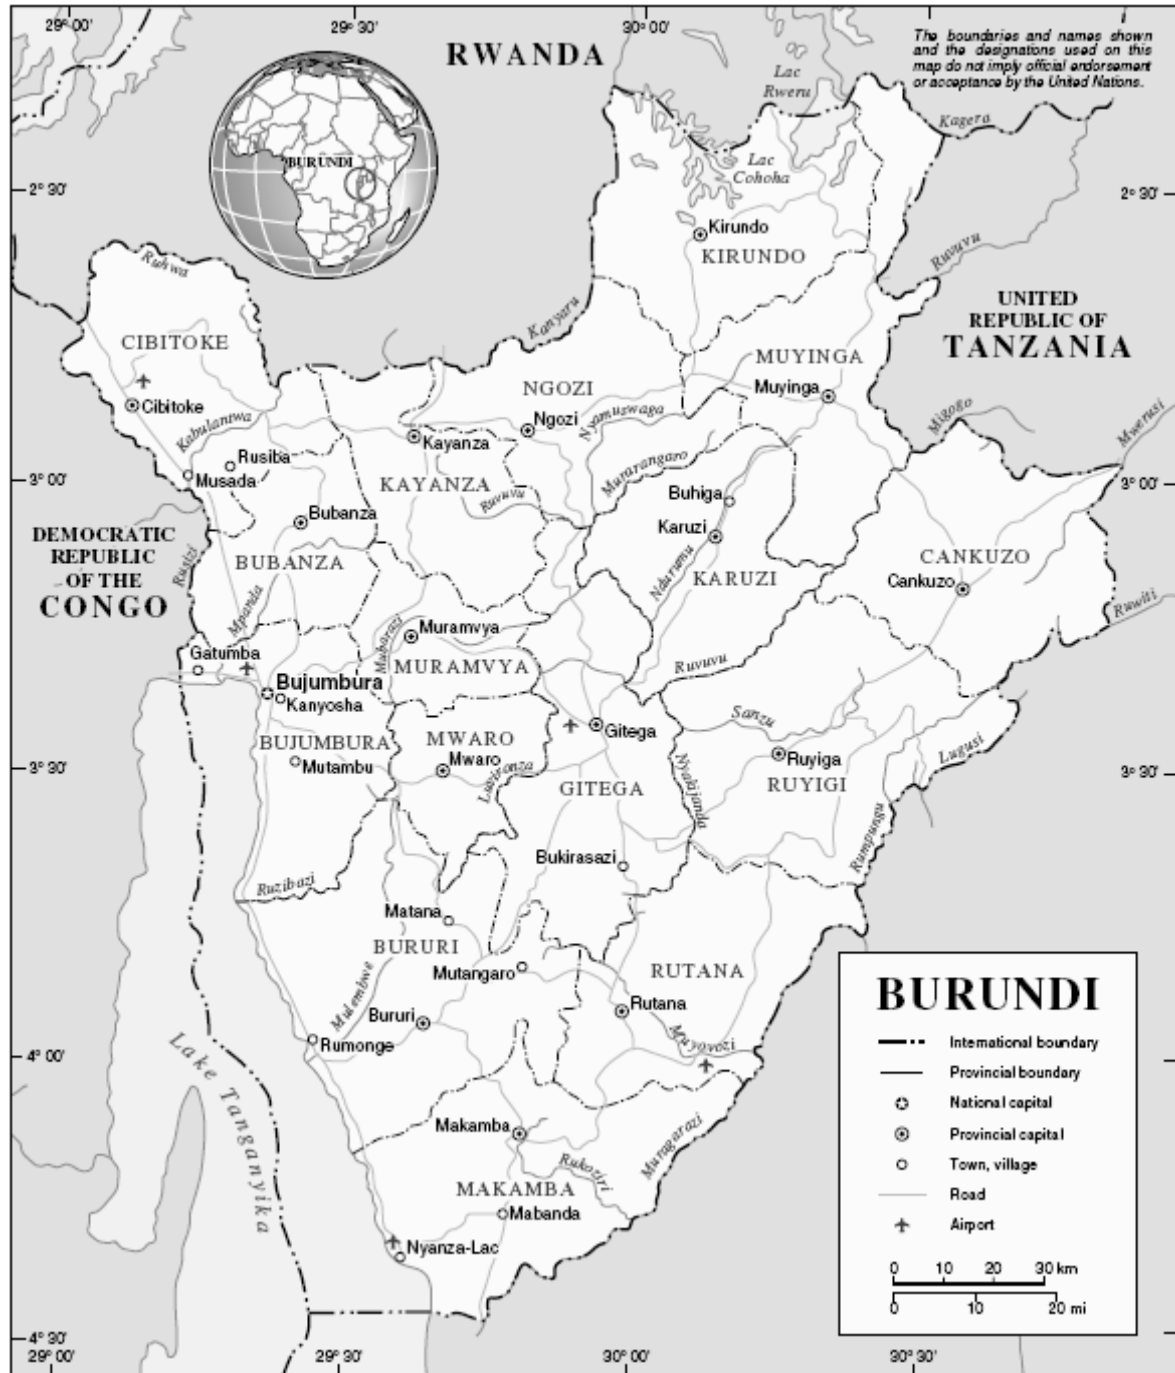 29° 00'
29° 30'
30° 00'
RWANDA
The boundaries and names shown
and the designations used on this
map do not imply official endorsement
or acceptance by the United Nations.
Lac
Rweru
Kagera
BURUNDI
Lac
Cohoha
2° 30'
2° 30'
Kirundo
KIRUNDO
Ruvuvu
Ruhwa
Kanyaru
UNITED
REPUBLIC OF
TANZANIA
CIBITOKE
MUYINGA
NGOZI
Muyinga
Cibitoke
Kabulantwa
Kayanza
Ngozi
Nyamuswaga
Migogo
Mwerusi
Rusiba
Musada
KAYANZA
Ruvuvu
Murarangaro
Buhiga
3° 00'
3° 00'
Bubanza
Karuzi
DEMOCRATIC
REPUBLIC
OF THE
CONGO
Rusizi
BUBANZA
Ndurumu
KARUZI
CANKUZO
Cankuzo
Mpanda
Ruwiti
Muramvya
Mubarazi
Gatumba
MURAMVYA
Ruvuvu
Bujumbura
Kanyosha
Sanzu
Gitega
BUJUMBURA
MWARO
Lugusi
Mutambu
Mwaro
Luvironza
Ruyiga
3° 30'
3° 30'
GITEGA
Nyakijanda
RUYIGI
Rumpungu
Bukirasazi
Ruzibazi
Matana
BURURI
Mutangaro
RUTANA
Mulembwe
Bururi
Rutana
Rumonge
Muyovozi
4° 00'
Lake Tanganyika
Makamba
Muragarazi
Rukoziri
MAKAMBA
Mabanda
Nyanza-Lac
4° 30'
29° 00'
29° 30'
30° 00'
30° 30'
BURUNDI
International boundary
Provincial boundary
National capital
Provincial capital
Town, village
Road
Airport
0 10 20 30 km
0 10 20 mi